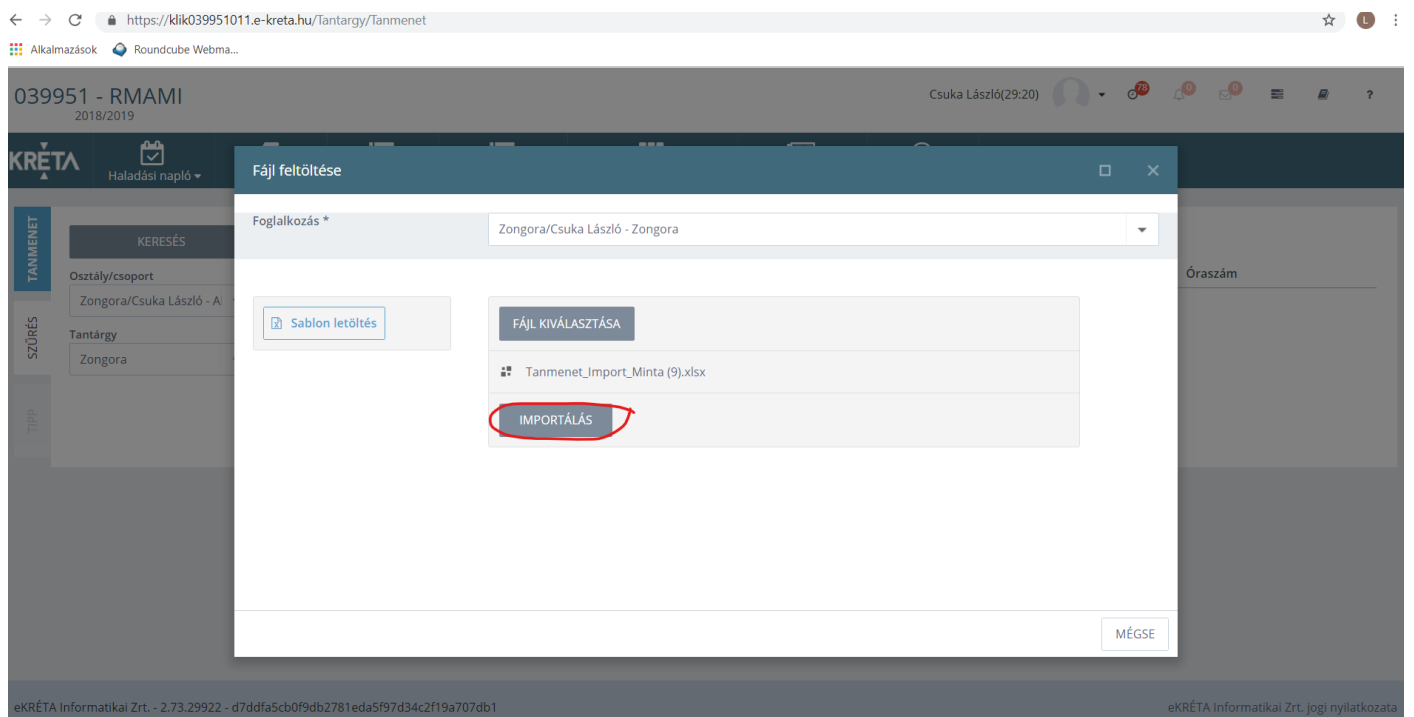 https://klik039951011.e-kreta.hu/Tantargy/Tanmenet
L
Alkalmazások Roundcube Webma...
039951 - RMAMI
2018/2019
Csuka László(29:20) 78 0 0 ?
KRÉTA
Haladási napló
Fájl feltöltése
TANMENET
SZŰRÉS
TIPP
KERESÉS
Osztály/csoport
Zongora/Csuka László - A
Tantárgy
Zongora
Foglalkozás *
Zongora/Csuka László - Zongora
Óraszám
Sablon letöltés
FÁJL KIVÁLASZTÁSA
Tanmenet_Import_Minta (9).xlsx
IMPORTÁLÁS
MÉGSE
eKRÉTA Informatikai Zrt. - 2.73.29922 - d7ddfa5cb0f9db2781eda5f97d34c2f19a707db1
eKRÉTA Informatikai Zrt. jogi nyilatkozata